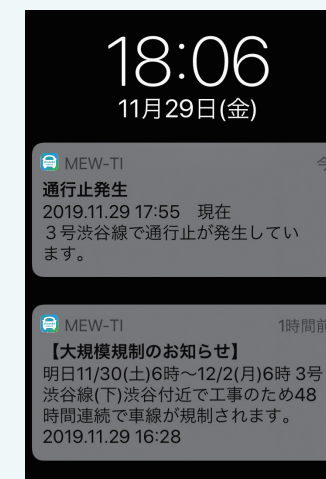 18:06
11月29日(金)
MEW-TI
今
通行止発生
2019.11.29 17:55　現在
３号渋谷線で通行止が発生してい
ます。
MEW-TI
1時間前
【大規模規制のお知らせ】
明日11/30(土)6時～12/2(月)6時 3号
渋谷線(下)渋谷付近で工事のため48
時間連続で車線が規制されます。
2019.11.29 16:28